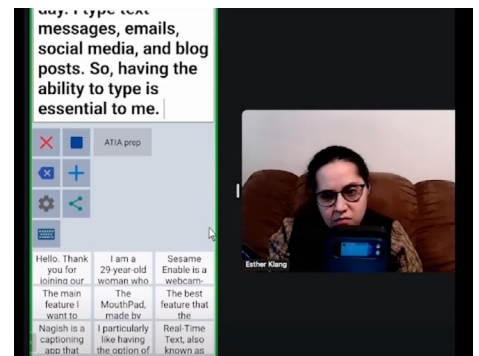 day. I type text
messages, emails,
social media, and blog
posts. So, having the
ability to type is
essential to me.
ATIA prep
Hello. Thank
you for
joining our
I am a
29-year-old
woman who
Sesame
Enable is a
webcam-
The main
feature I
want to
The
MouthPad,
made by
The best
feature that
the
Nagish is a
captioning
app that
I particularly
like having
the option of
Real-Time
Text, also
known as
Esther Klang